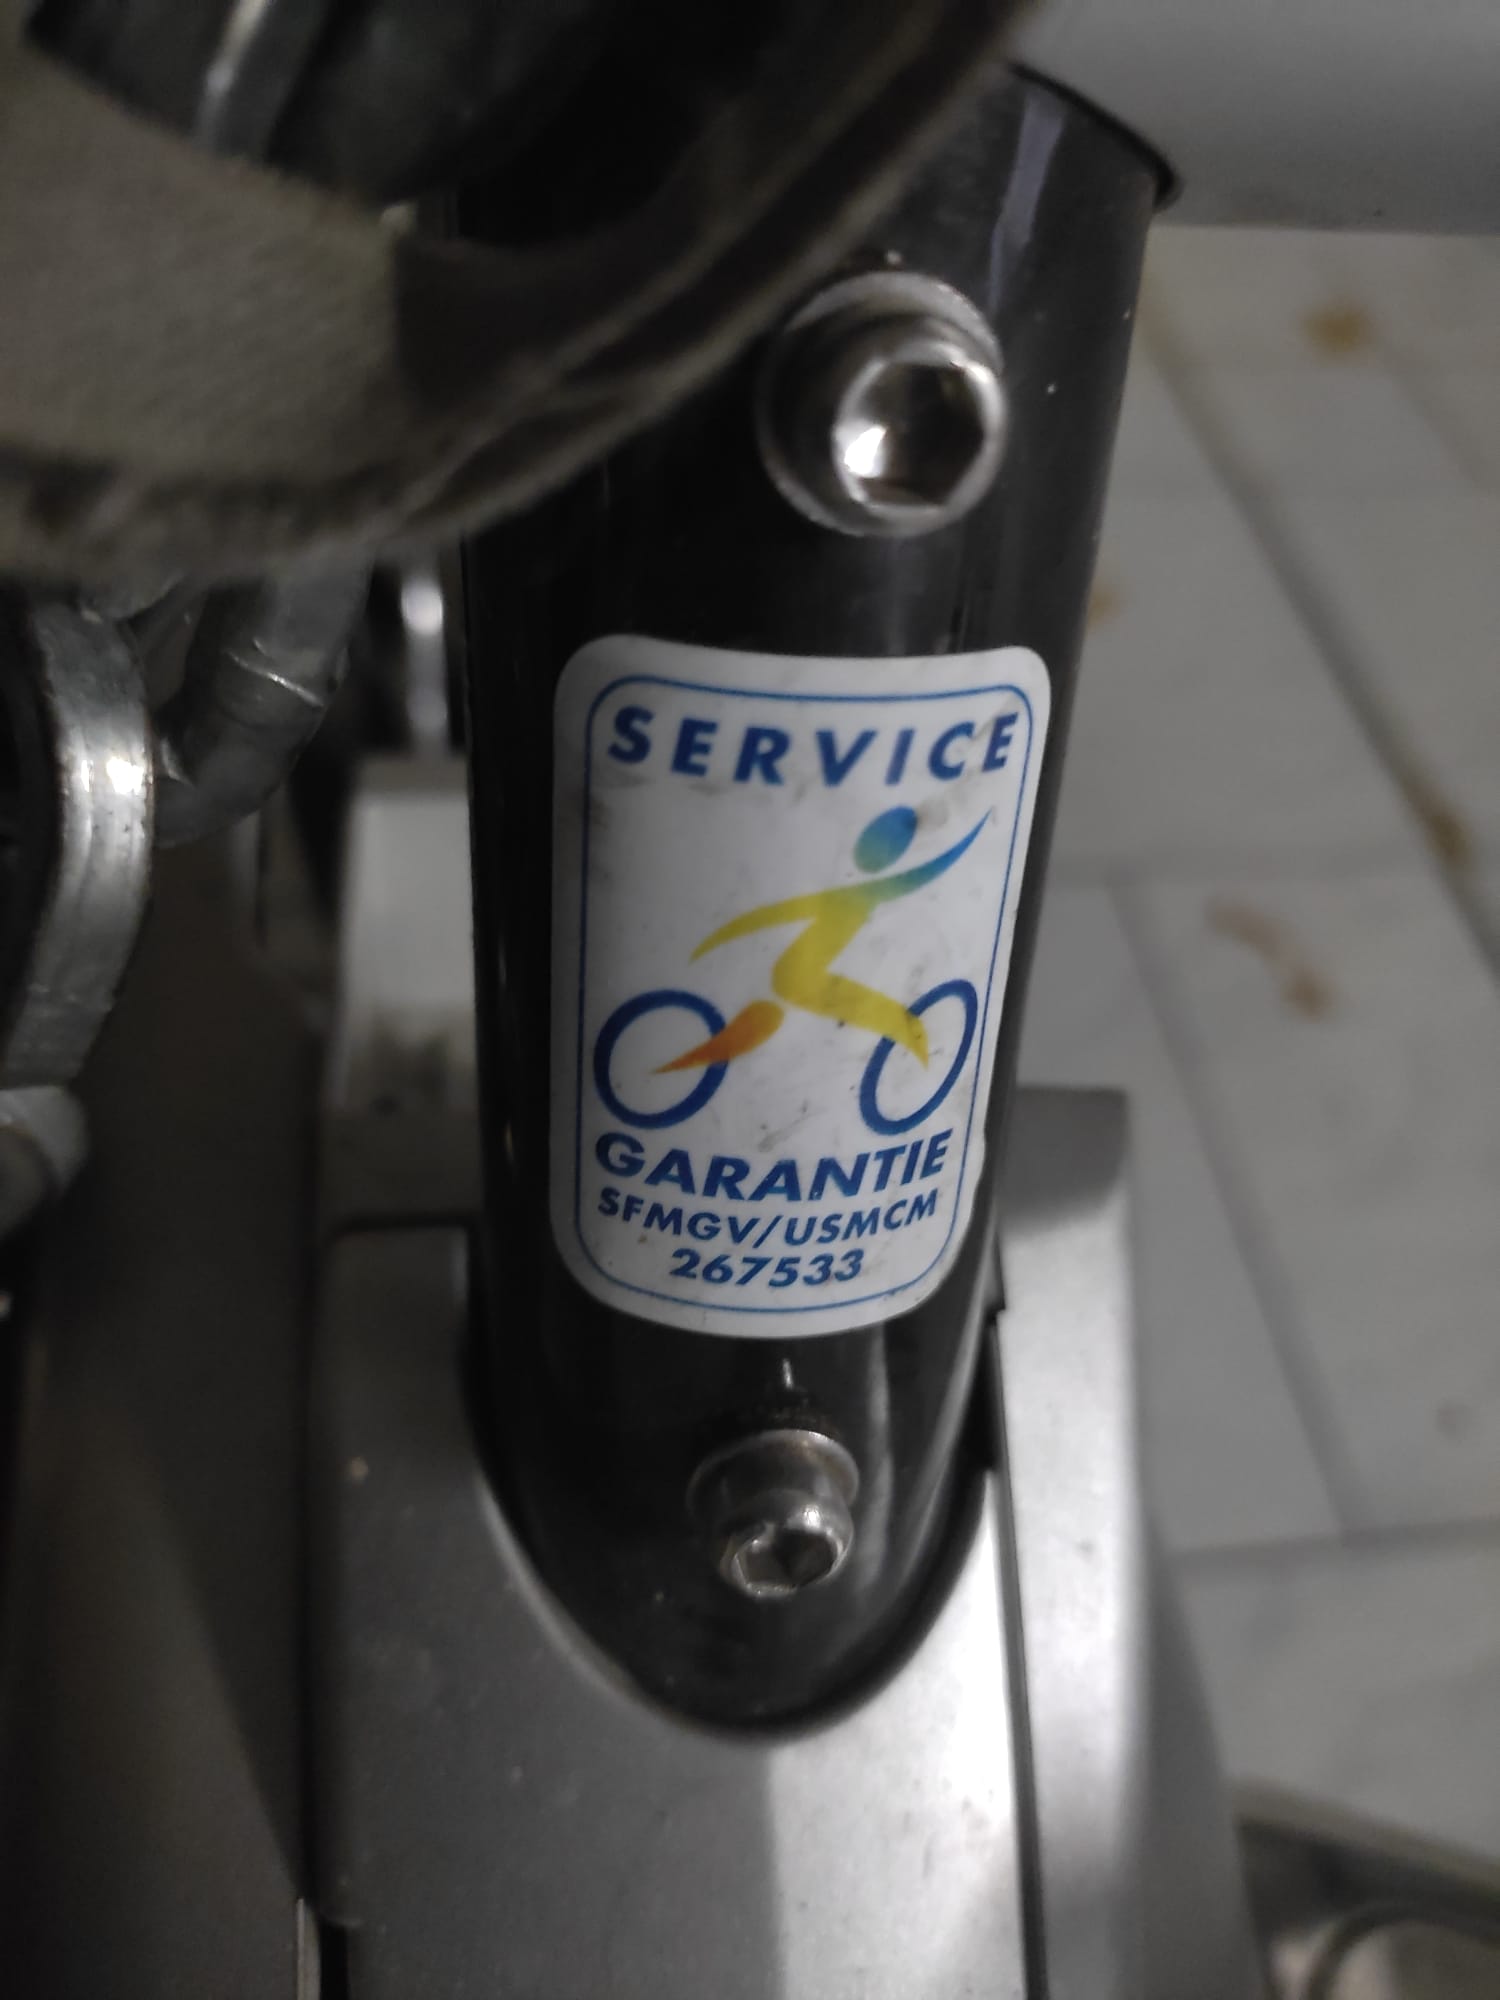 SERVICE
GARANTIE
SFMGV/USMCM
267533